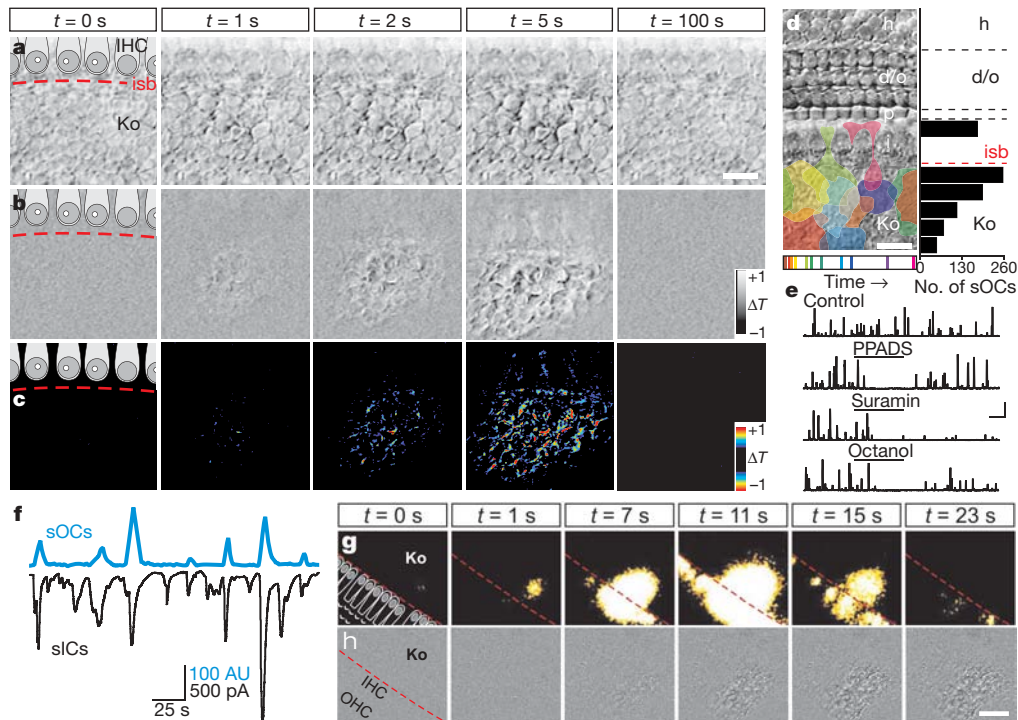 t = 0 s
t = 1 s
t = 2 s
t = 5 s
t = 100 s
a
IHC
isb
Ko
b
+1
ΔT
−1
c
+1
ΔT
−1
d
h
d/o
p
i
Ko
h
d/o
isb
Ko
0 130 260
Time →
No. of sOCs
e
Control
PPADS
Suramin
Octanol
f
sOCs
sICs
100 AU
500 pA
25 s
t = 0 s
t = 1 s
t = 7 s
t = 11 s
t = 15 s
t = 23 s
g
Ko
h
Ko
IHC
OHC